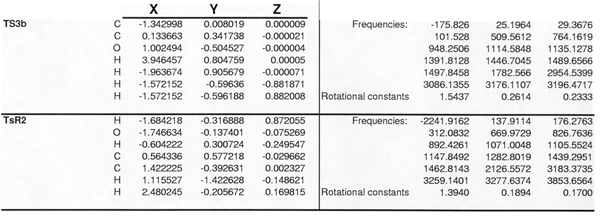 X Y Z
TS3b C -1.342998 0.008019 0.000009 Frequencies: -175.826 25.1964 29.3676
C 0.133663 0.341738 -0.000021 101.528 509.5612 764.1619
O 1.002494 -0.504527 -0.000004 948.2506 1114.5848 1135.1278
H 3.946457 0.804759 0.00005 1391.8128 1446.7045 1489.6566
H -1.963674 0.905679 -0.000071 1497.8458 1782.566 2954.5399
H -1.572152 -0.59636 -0.881871 3086.1355 3176.1107 3196.4717
H -1.572152 -0.596188 0.882008 Rotational constants 1.5437 0.2614 0.2333
TsR2 H -1.684218 -0.316888 0.872055 Frequencies: -2241.9162 137.9114 176.2763
O -1.746634 -0.137401 -0.075269 312.0832 669.9729 826.7636
H -0.604222 0.300724 -0.249547 892.4261 1071.0048 1105.5524
C 0.564336 0.577218 -0.029662 1147.8492 1282.8019 1439.2951
C 1.422225 -0.392631 0.002327 1462.8143 2126.5572 3183.3735
H 1.115527 -1.422628 -0.148621 3259.1401 3277.6374 3853.6564
H 2.480245 -0.205672 0.169815 Rotational constants 1.3940 0.1894 0.1700